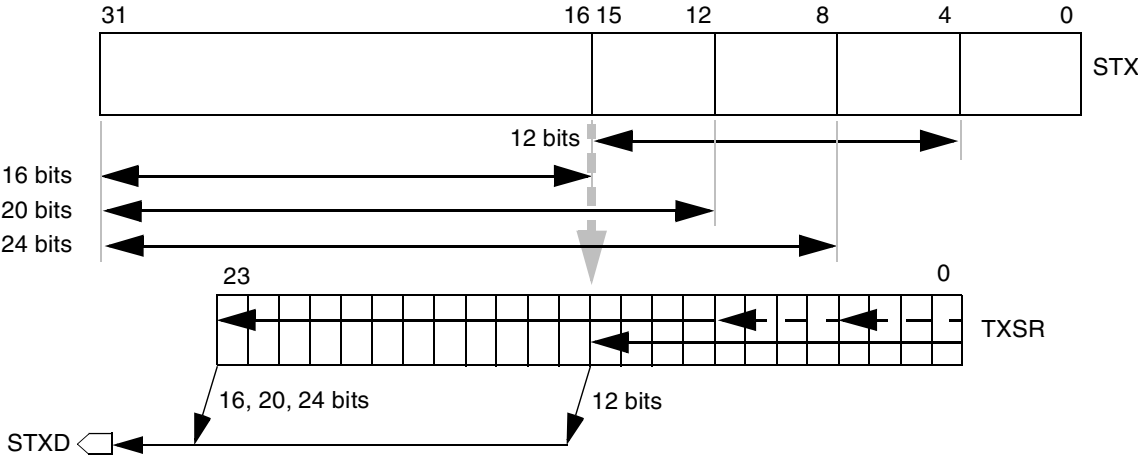 31 16 15 12 8 4 0
STX
12 bits
16 bits
20 bits
24 bits
23 0
TXSR
16, 20, 24 bits 12 bits
STXD